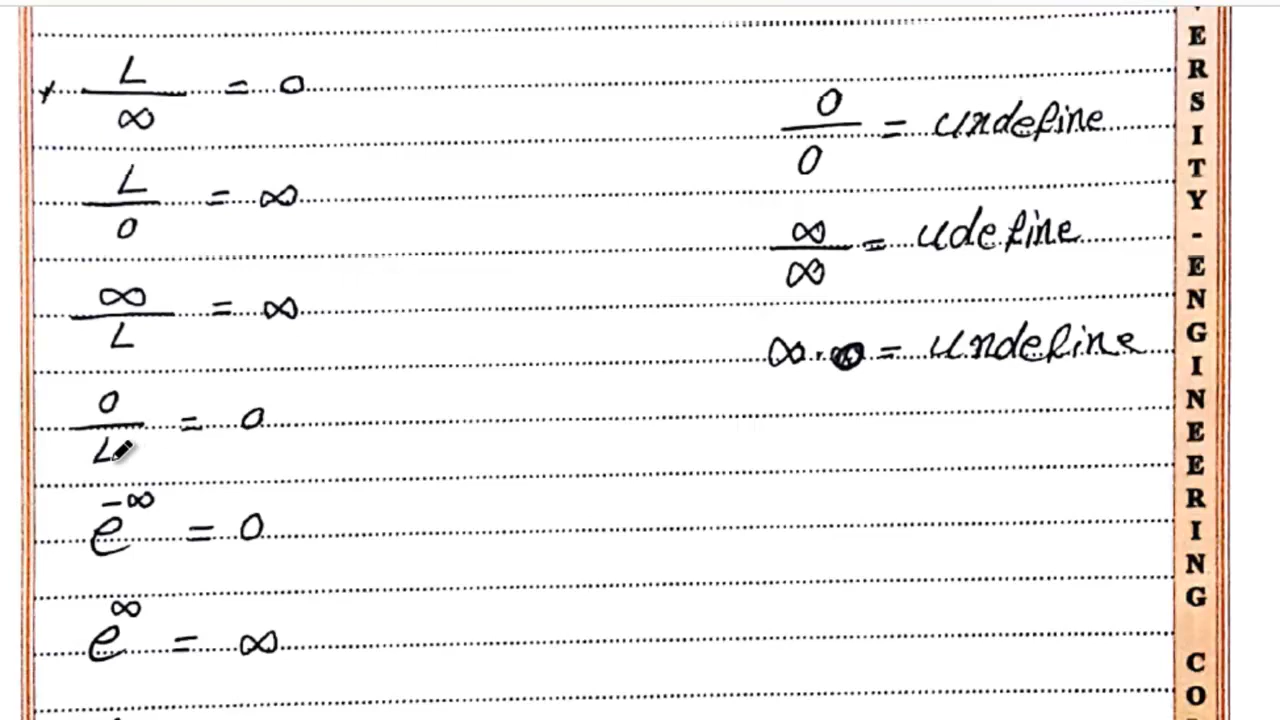 L/∞ = 0
L/0 = ∞
∞/L = ∞
0/L = 0
e^-∞ = 0
e^∞ = ∞
0/0 = undefine
∞/∞ = udefine
∞ · = undefine
ERSITY-ENGINEERING CO